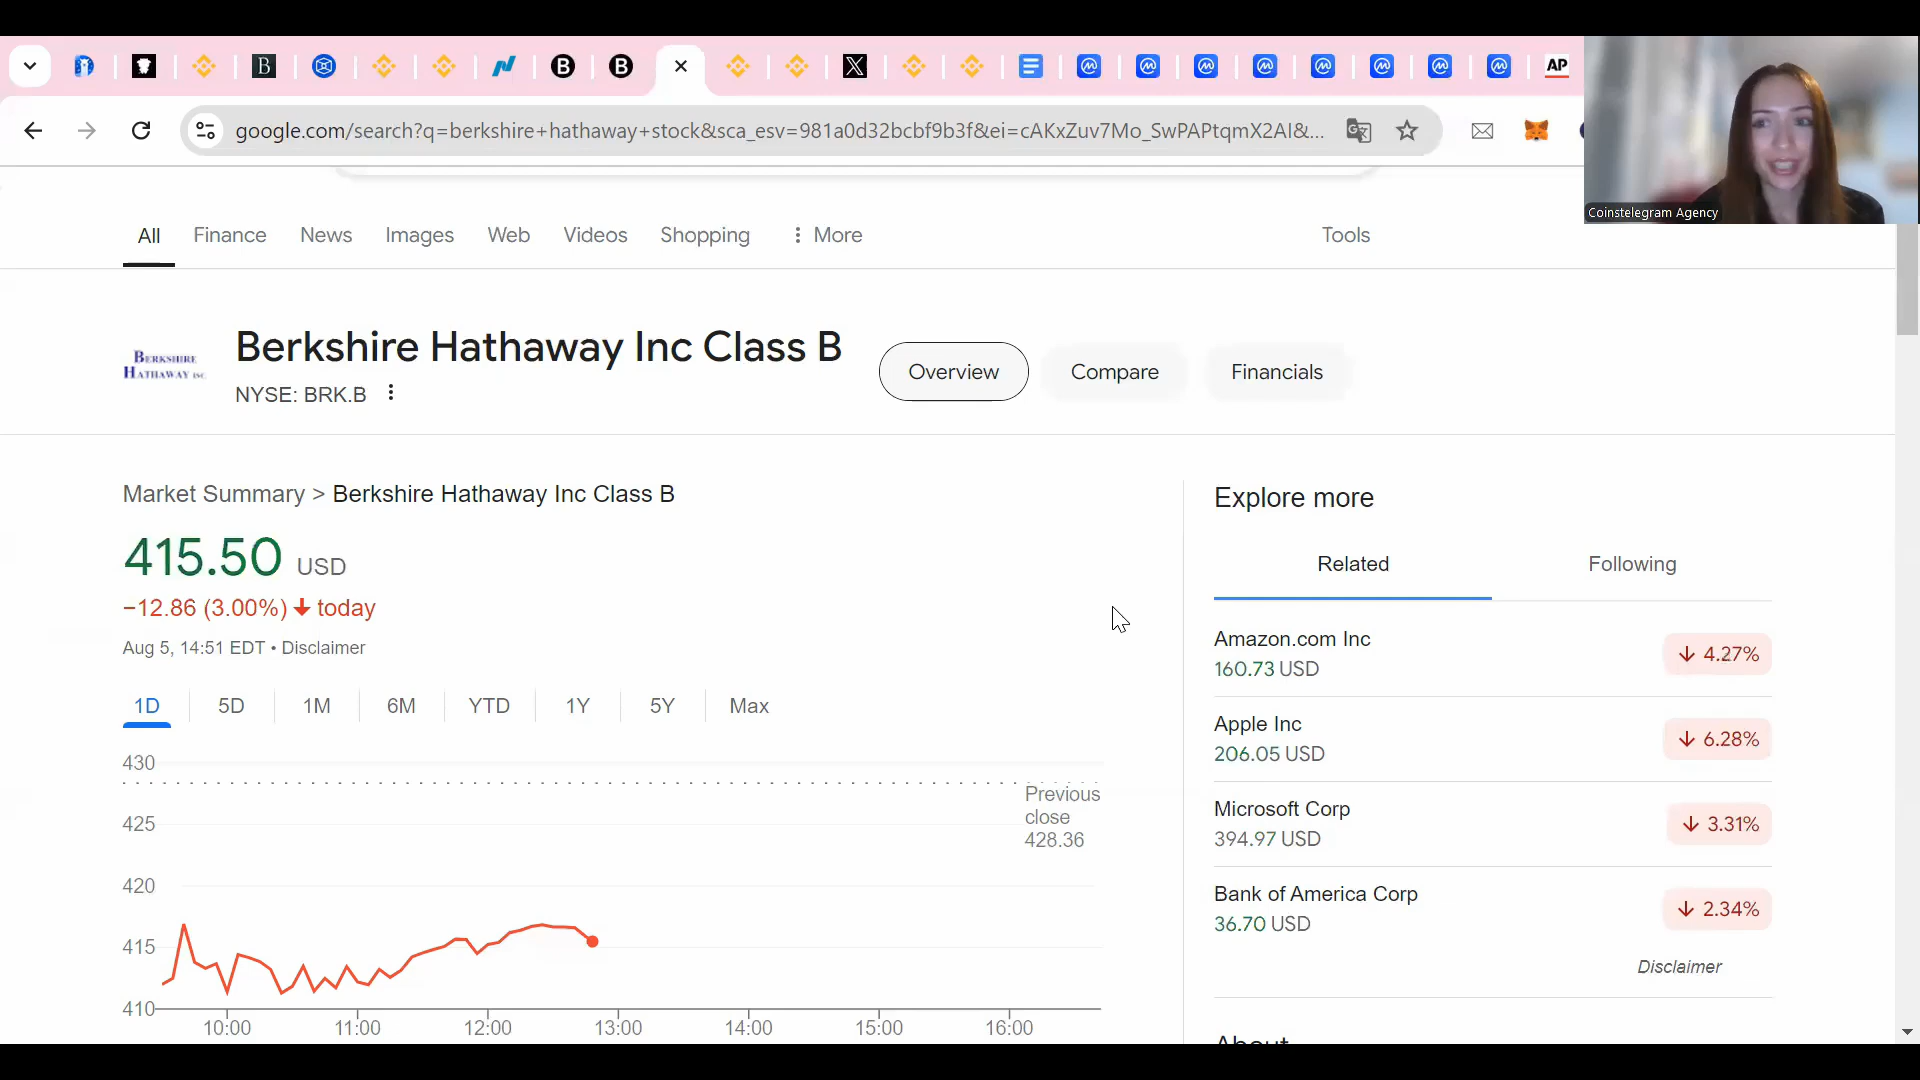 AP
google.com/search?q=berkshire+hathaway+stock&sca_esv=981a0d32bcbf9b3f&ei=cAKxZuv7Mo_SwPAPtqmX2AI&...
Coinstelegram Agency
All Finance News Images Web Videos Shopping More Tools
Berkshire Hathaway Inc Class B
BERKSHIRE
HATHAWAY INC.
NYSE: BRK.B
Overview Compare Financials
Market Summary > Berkshire Hathaway Inc Class B
415.50 USD
−12.86 (3.00%) today
Aug 5, 14:51 EDT • Disclaimer
1D 5D 1M 6M YTD 1Y 5Y Max
430
Previous
close
428.36
425
420
415
410
10:00 11:00 12:00 13:00 14:00 15:00 16:00
Explore more
Related Following
Amazon.com Inc
160.73 USD
4.27%
Apple Inc
206.05 USD
6.28%
Microsoft Corp
394.97 USD
3.31%
Bank of America Corp
36.70 USD
2.34%
Disclaimer
About